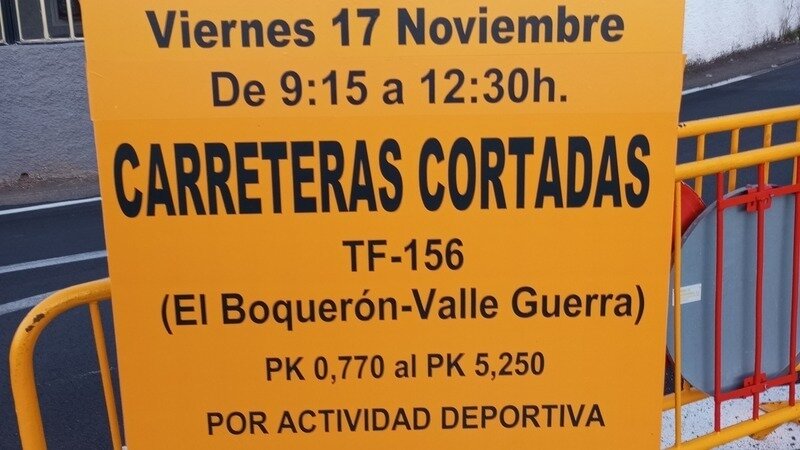 Viernes 17 Noviembre
De 9:15 a 12:30h.
CARRETERAS CORTADAS
TF-156
(El Boquerón-Valle Guerra)
PK 0,770 al PK 5,250
POR ACTIVIDAD DEPORTIVA